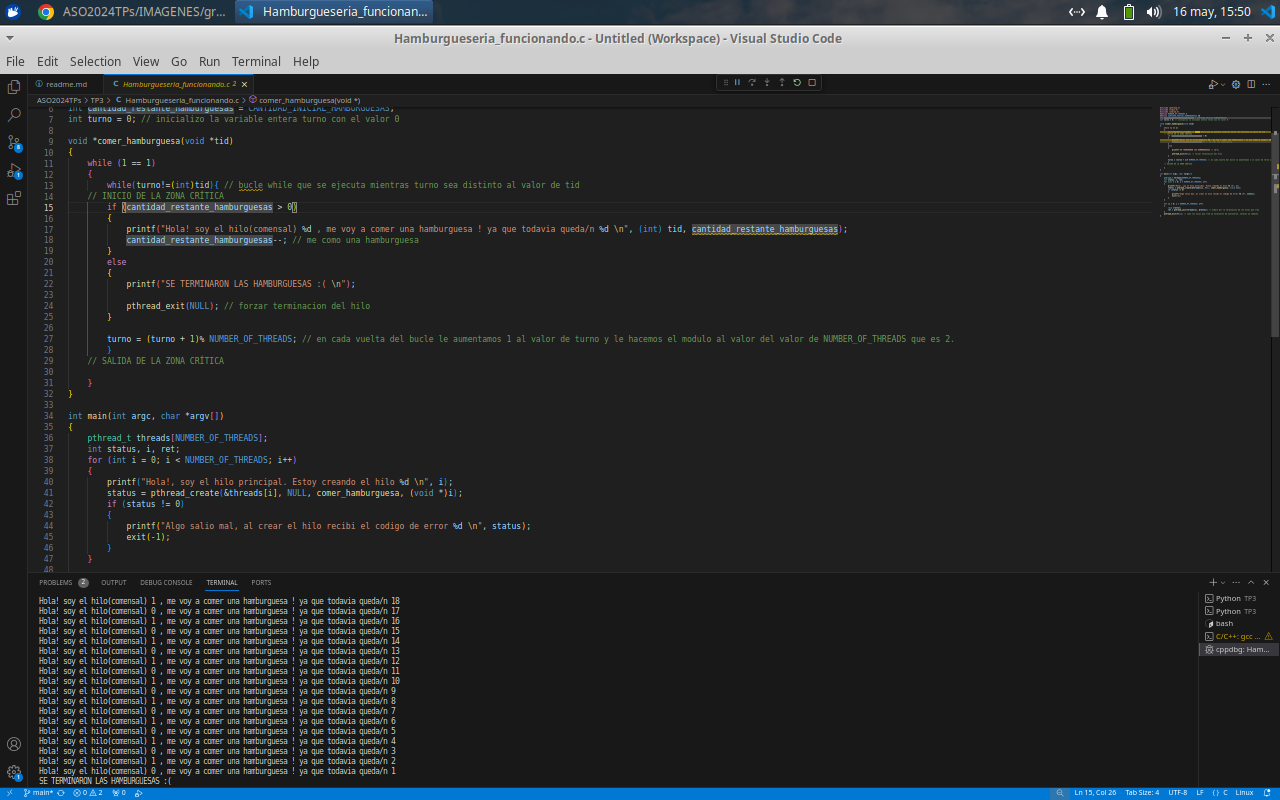 ASO2024TPs/IMAGENES/gr...
Hamburgueseria_funcionan...
16 may, 15:50
Hamburgueseria_funcionando.c - Untitled (Workspace) - Visual Studio Code
File Edit Selection View Go Run Terminal Help
readme.md
Hamburgueseria_funcionando.c 2
ASO2024TPs > TP3 > C Hamburgueseria_funcionando.c > comer_hamburguesa(void *)
6 int cantidad_restante_hamburguesas = CANTIDAD_INICIAL_HAMBURGUESAS;
7 int turno = 0; // inicializo la variable entera turno con el valor 0
8
9 void *comer_hamburguesa(void *tid)
10 {
11 while (1 == 1)
12 {
13 while(turno!=(int)tid){ // bucle while que se ejecuta mientras turno sea distinto al valor de tid
14 // INICIO DE LA ZONA CRÍTICA
15 if (cantidad_restante_hamburguesas > 0)
16 {
17 printf("Hola! soy el hilo(comensal) %d , me voy a comer una hamburguesa ! ya que todavia queda/n %d \n", (int) tid, cantidad_restante_hamburguesas);
18 cantidad_restante_hamburguesas--; // me como una hamburguesa
19 }
20 else
21 {
22 printf("SE TERMINARON LAS HAMBURGUESAS :( \n");
23
24 pthread_exit(NULL); // forzar terminacion del hilo
25 }
26
27 turno = (turno + 1)% NUMBER_OF_THREADS; // en cada vuelta del bucle le aumentamos 1 al valor de turno y le hacemos el modulo al valor del valor de NUMBER_OF_THREADS que es 2.
28 }
29 // SALIDA DE LA ZONA CRÍTICA
30
31 }
32 }
33
34 int main(int argc, char *argv[])
35 {
36 pthread_t threads[NUMBER_OF_THREADS];
37 int status, i, ret;
38 for (int i = 0; i < NUMBER_OF_THREADS; i++)
39 {
40 printf("Hola!, soy el hilo principal. Estoy creando el hilo %d \n", i);
41 status = pthread_create(&threads[i], NULL, comer_hamburguesa, (void *)i);
42 if (status != 0)
43 {
44 printf("Algo salio mal, al crear el hilo recibi el codigo de error %d \n", status);
45 exit(-1);
46 }
47 }
48
PROBLEMS 2 OUTPUT DEBUG CONSOLE TERMINAL PORTS
Hola! soy el hilo(comensal) 1 , me voy a comer una hamburguesa ! ya que todavia queda/n 18
Hola! soy el hilo(comensal) 0 , me voy a comer una hamburguesa ! ya que todavia queda/n 17
Hola! soy el hilo(comensal) 1 , me voy a comer una hamburguesa ! ya que todavia queda/n 16
Hola! soy el hilo(comensal) 0 , me voy a comer una hamburguesa ! ya que todavia queda/n 15
Hola! soy el hilo(comensal) 1 , me voy a comer una hamburguesa ! ya que todavia queda/n 14
Hola! soy el hilo(comensal) 0 , me voy a comer una hamburguesa ! ya que todavia queda/n 13
Hola! soy el hilo(comensal) 1 , me voy a comer una hamburguesa ! ya que todavia queda/n 12
Hola! soy el hilo(comensal) 0 , me voy a comer una hamburguesa ! ya que todavia queda/n 11
Hola! soy el hilo(comensal) 1 , me voy a comer una hamburguesa ! ya que todavia queda/n 10
Hola! soy el hilo(comensal) 0 , me voy a comer una hamburguesa ! ya que todavia queda/n 9
Hola! soy el hilo(comensal) 1 , me voy a comer una hamburguesa ! ya que todavia queda/n 8
Hola! soy el hilo(comensal) 0 , me voy a comer una hamburguesa ! ya que todavia queda/n 7
Hola! soy el hilo(comensal) 1 , me voy a comer una hamburguesa ! ya que todavia queda/n 6
Hola! soy el hilo(comensal) 0 , me voy a comer una hamburguesa ! ya que todavia queda/n 5
Hola! soy el hilo(comensal) 1 , me voy a comer una hamburguesa ! ya que todavia queda/n 4
Hola! soy el hilo(comensal) 0 , me voy a comer una hamburguesa ! ya que todavia queda/n 3
Hola! soy el hilo(comensal) 1 , me voy a comer una hamburguesa ! ya que todavia queda/n 2
Hola! soy el hilo(comensal) 0 , me voy a comer una hamburguesa ! ya que todavia queda/n 1
SE TERMINARON LAS HAMBURGUESAS :(
Python TP3
Python TP3
bash
C/C++: gcc ...
cppdbg: Ham...
main* 0 2 0 Ln 15, Col 26 Tab Size: 4 UTF-8 LF {} C Linux